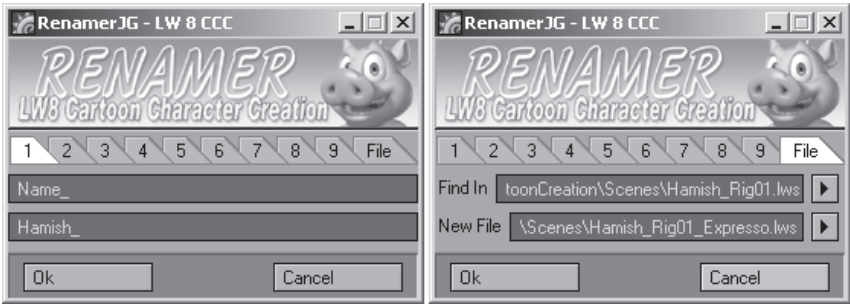 RenamerJG - LW 8 CCC
RENAMER
LW8 Cartoon Character Creation
1 2 3 4 5 6 7 8 9 File
Name_
Hamish_
Ok Cancel
RenamerJG - LW 8 CCC
RENAMER
LW8 Cartoon Character Creation
1 2 3 4 5 6 7 8 9 File
Find In toonCreation\Scenes\Hamish_Rig01.lws
New File \Scenes\Hamish_Rig01_Expresso.lws
Ok Cancel